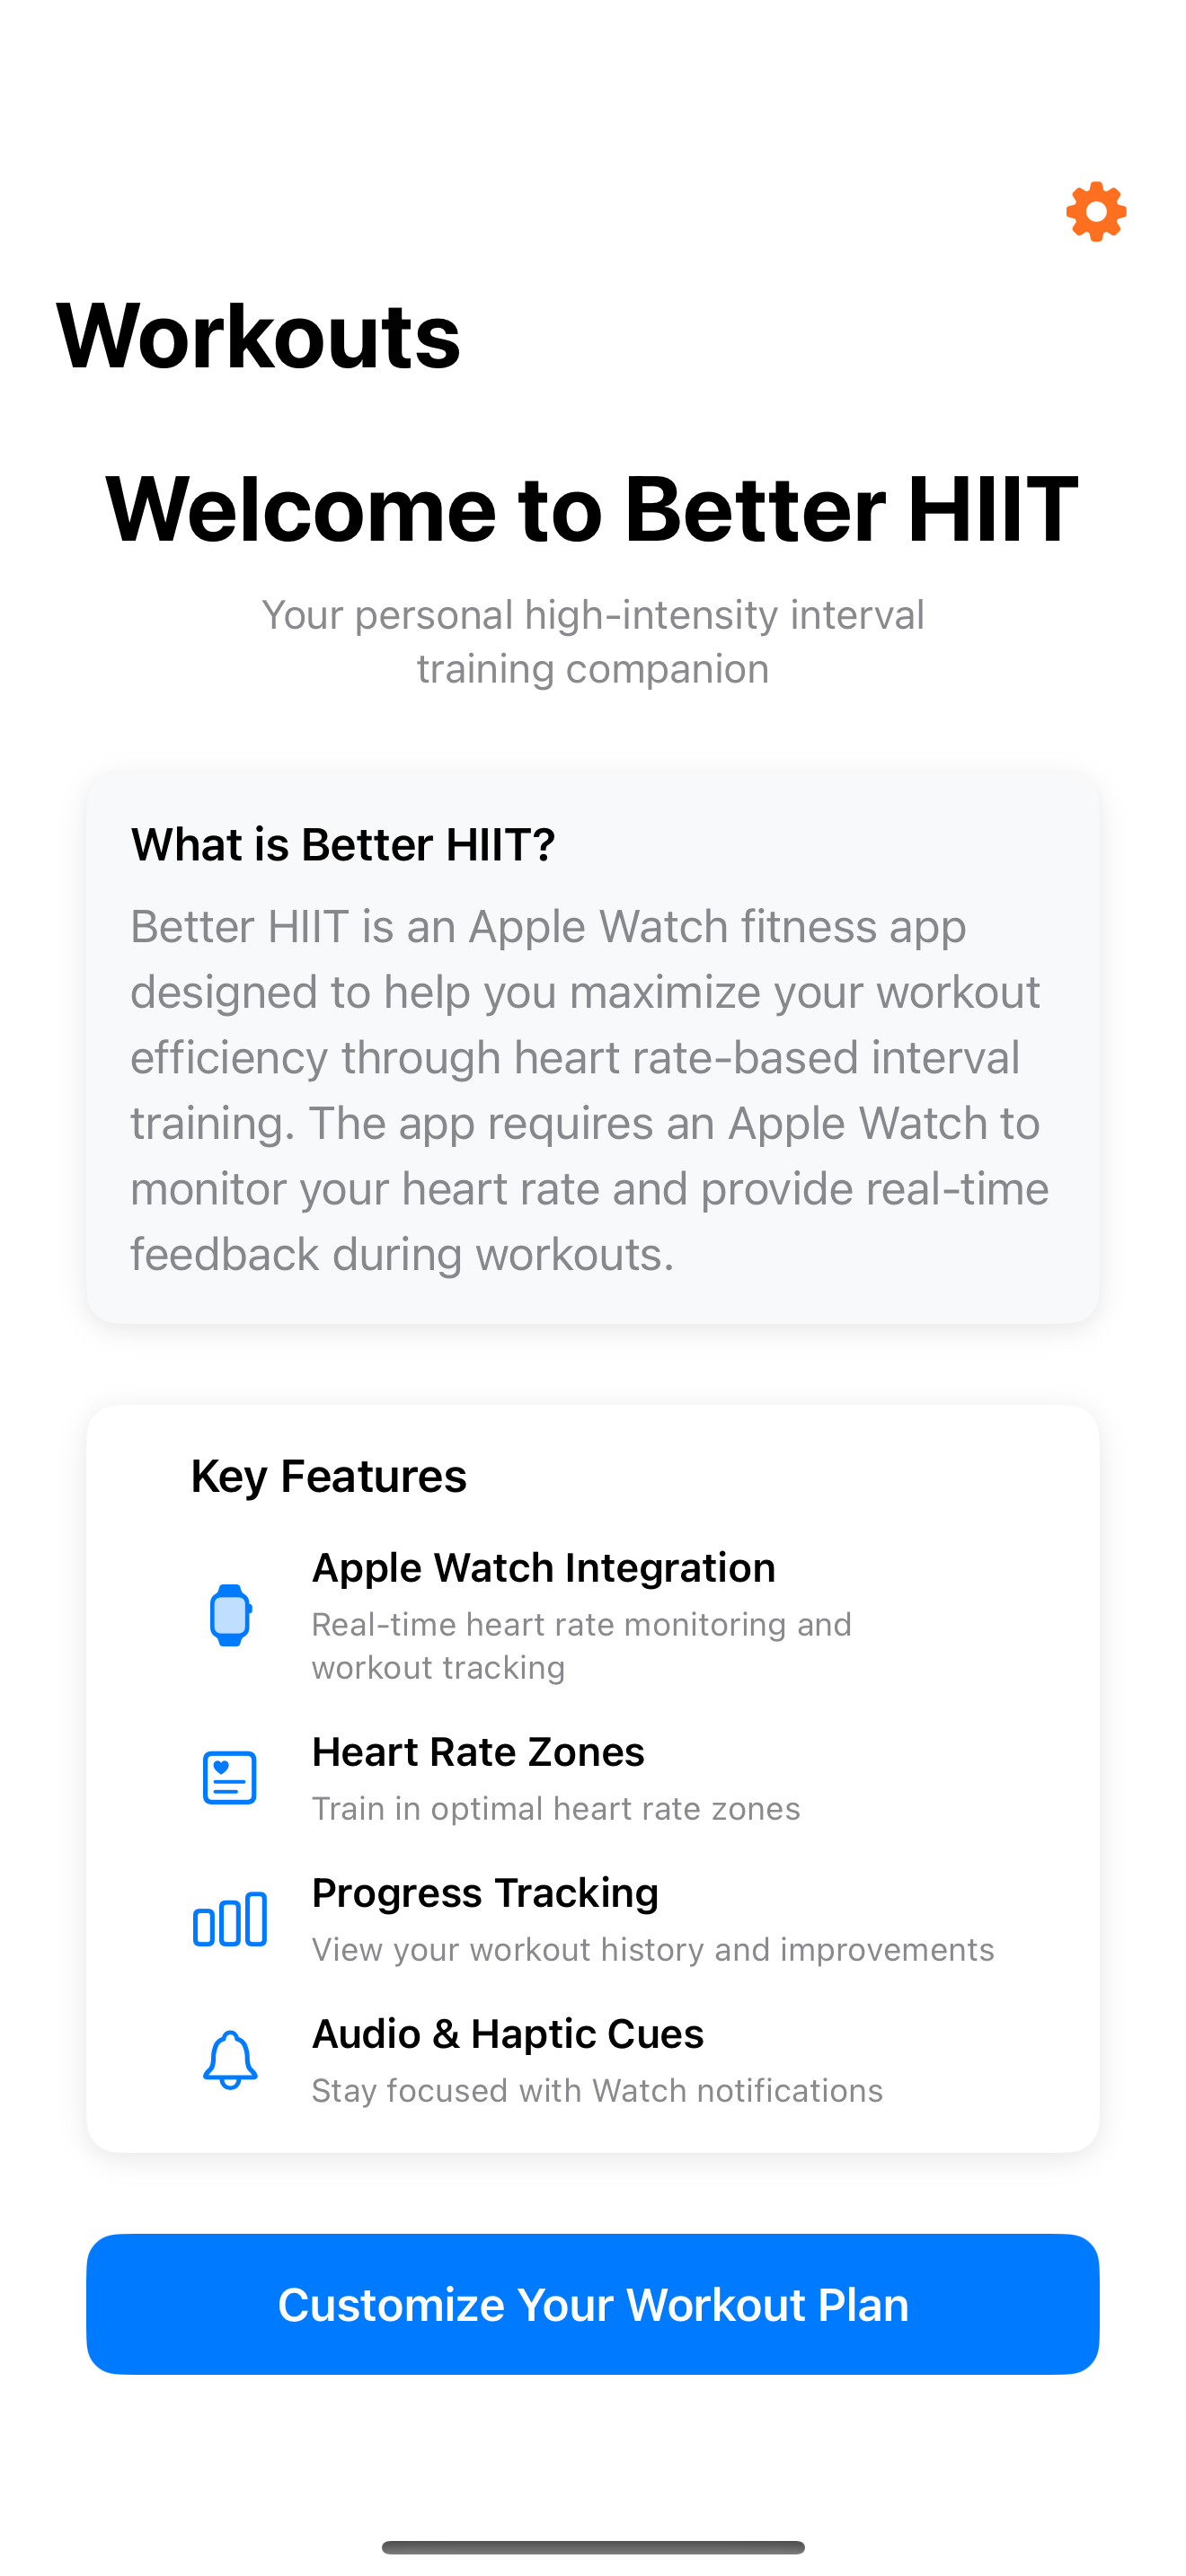 Workouts
Welcome to Better HIIT
Your personal high-intensity interval
training companion
What is Better HIIT?
Better HIIT is an Apple Watch fitness app
designed to help you maximize your workout
efficiency through heart rate-based interval
training. The app requires an Apple Watch to
monitor your heart rate and provide real-time
feedback during workouts.
Key Features
Apple Watch Integration
Real-time heart rate monitoring and
workout tracking
Heart Rate Zones
Train in optimal heart rate zones
Progress Tracking
View your workout history and improvements
Audio & Haptic Cues
Stay focused with Watch notifications
Customize Your Workout Plan